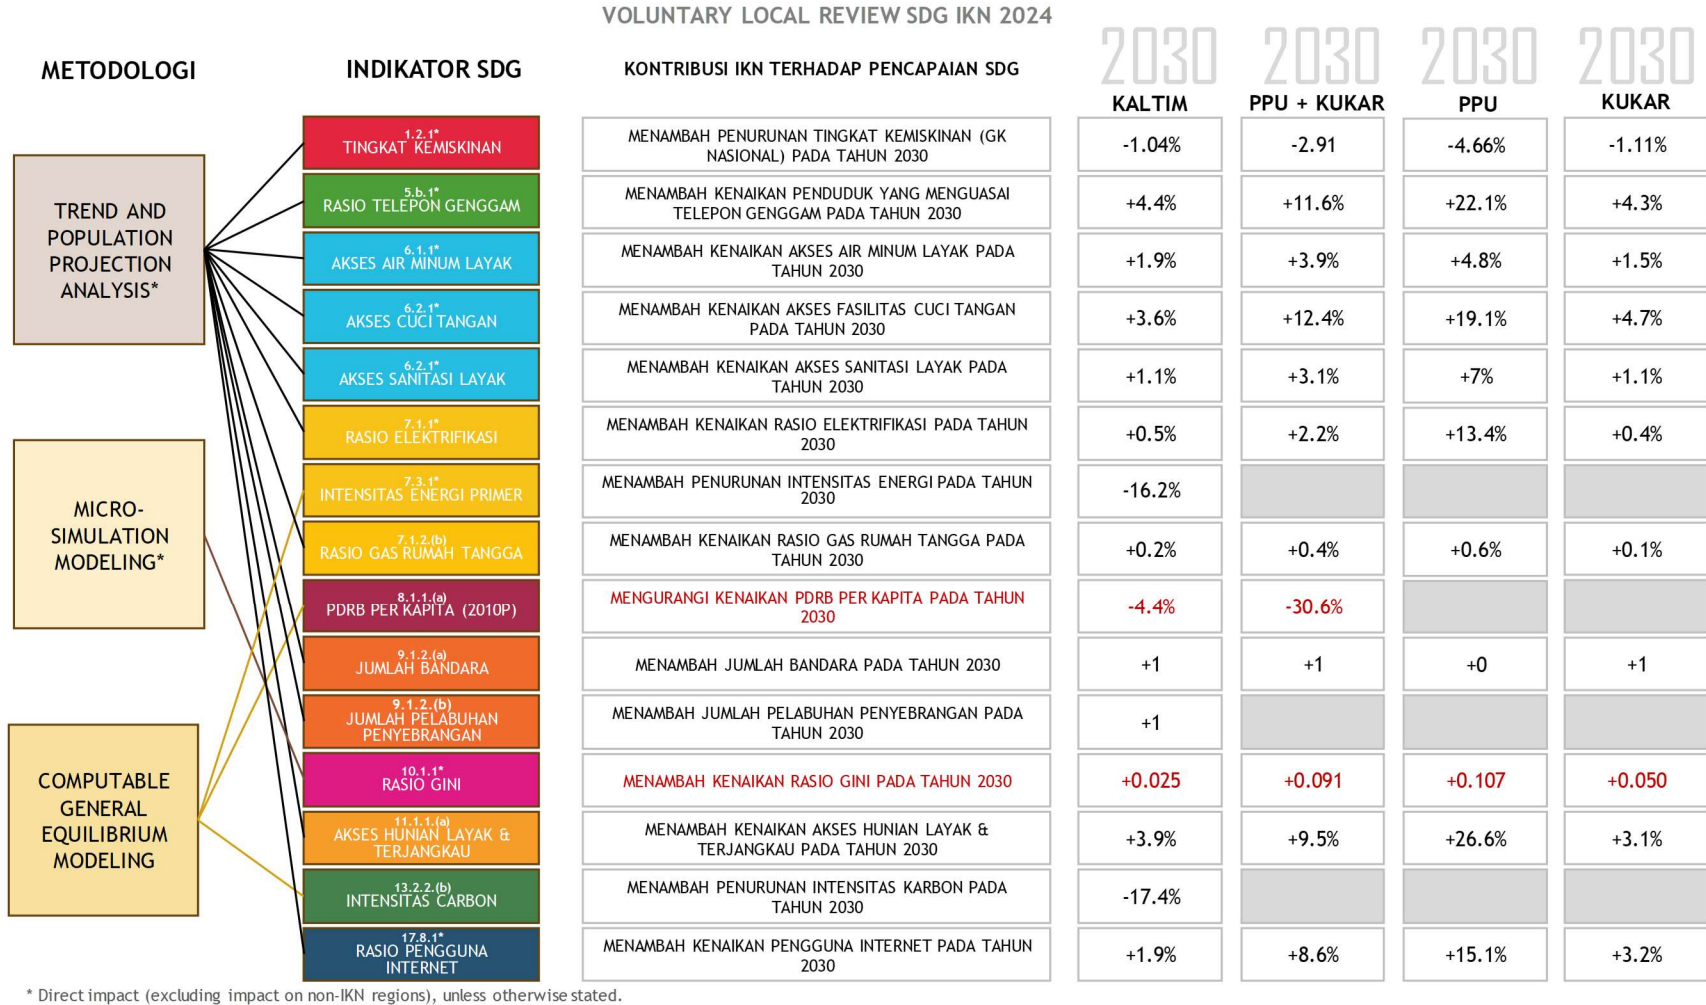 VOLUNTARY LOCAL REVIEW SDG IKN 2024
METODOLOGI
INDIKATOR SDG
KONTRIBUSI IKN TERHADAP PENCAPAIAN SDG
2030
KALTIM
2030
PPU + KUKAR
2030
PPU
2030
KUKAR
TREND AND
POPULATION
PROJECTION
ANALYSIS*
MICRO-
SIMULATION
MODELING*
COMPUTABLE
GENERAL
EQUILIBRIUM
MODELING
1.2.1*
TINGKAT KEMISKINAN
MENAMBAH PENURUNAN TINGKAT KEMISKINAN (GK
NASIONAL) PADA TAHUN 2030
-1.04%
-2.91
-4.66%
-1.11%
5.b.1*
RASIO TELEPON GENGGAM
MENAMBAH KENAIKAN PENDUDUK YANG MENGUASAI
TELEPON GENGGAM PADA TAHUN 2030
+4.4%
+11.6%
+22.1%
+4.3%
6.1.1*
AKSES AIR MINUM LAYAK
MENAMBAH KENAIKAN AKSES AIR MINUM LAYAK PADA
TAHUN 2030
+1.9%
+3.9%
+4.8%
+1.5%
6.2.1*
AKSES CUCI TANGAN
MENAMBAH KENAIKAN AKSES FASILITAS CUCI TANGAN
PADA TAHUN 2030
+3.6%
+12.4%
+19.1%
+4.7%
6.2.1*
AKSES SANITASI LAYAK
MENAMBAH KENAIKAN AKSES SANITASI LAYAK PADA
TAHUN 2030
+1.1%
+3.1%
+7%
+1.1%
7.1.1*
RASIO ELEKTRIFIKASI
MENAMBAH KENAIKAN RASIO ELEKTRIFIKASI PADA TAHUN
2030
+0.5%
+2.2%
+13.4%
+0.4%
7.3.1*
INTENSITAS ENERGI PRIMER
MENAMBAH PENURUNAN INTENSITAS ENERGI PADA TAHUN
2030
-16.2%
7.1.2.(b)
RASIO GAS RUMAH TANGGA
MENAMBAH KENAIKAN RASIO GAS RUMAH TANGGA PADA
TAHUN 2030
+0.2%
+0.4%
+0.6%
+0.1%
8.1.1.(a)
PDRB PER KAPITA (2010P)
MENGURANGI KENAIKAN PDRB PER KAPITA PADA TAHUN
2030
-4.4%
-30.6%
9.1.2.(a)
JUMLAH BANDARA
MENAMBAH JUMLAH BANDARA PADA TAHUN 2030
+1
+1
+0
+1
9.1.2.(b)
JUMLAH PELABUHAN
PENYEBRANGAN
MENAMBAH JUMLAH PELABUHAN PENYEBRANGAN PADA
TAHUN 2030
+1
10.1.1*
RASIO GINI
MENAMBAH KENAIKAN RASIO GINI PADA TAHUN 2030
+0.025
+0.091
+0.107
+0.050
11.1.1.(a)
AKSES HUNIAN LAYAK &
TERJANGKAU
MENAMBAH KENAIKAN AKSES HUNIAN LAYAK &
TERJANGKAU PADA TAHUN 2030
+3.9%
+9.5%
+26.6%
+3.1%
13.2.2.(b)
INTENSITAS CARBON
MENAMBAH PENURUNAN INTENSITAS KARBON PADA
TAHUN 2030
-17.4%
17.8.1*
RASIO PENGGUNA
INTERNET
MENAMBAH KENAIKAN PENGGUNA INTERNET PADA TAHUN
2030
+1.9%
+8.6%
+15.1%
+3.2%
* Direct impact (excluding impact on non-IKN regions), unless otherwise stated.